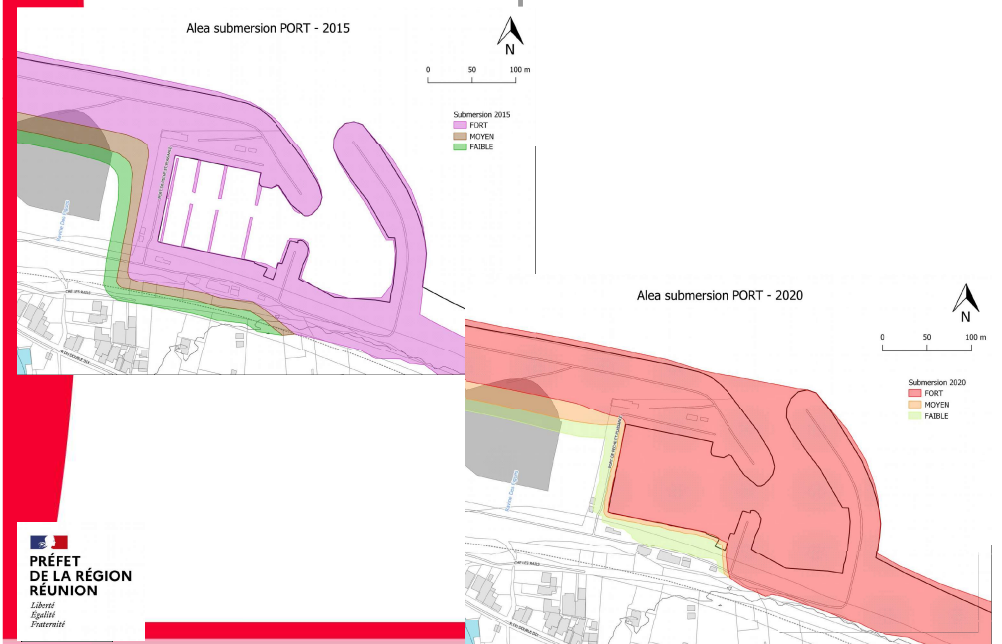 Alea submersion PORT - 2015
N
0 50 100 m
Submersion 2015
FORT
MOYEN
FAIBLE
Alea submersion PORT - 2020
N
0 50 100 m
Submersion 2020
FORT
MOYEN
FAIBLE
PRÉFET
DE LA RÉGION
RÉUNION
Liberté
Égalité
Fraternité